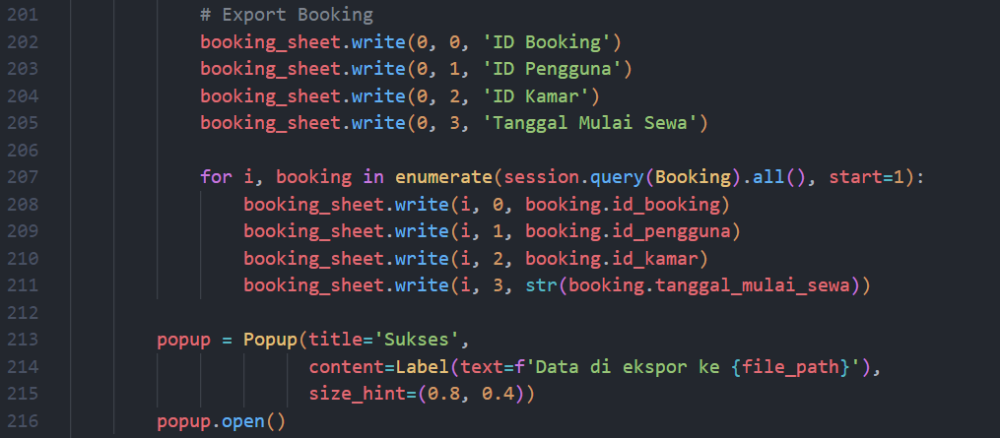 201 # Export Booking
202 booking_sheet.write(0, 0, 'ID Booking')
203 booking_sheet.write(0, 1, 'ID Pengguna')
204 booking_sheet.write(0, 2, 'ID Kamar')
205 booking_sheet.write(0, 3, 'Tanggal Mulai Sewa')
206
207 for i, booking in enumerate(session.query(Booking).all(), start=1):
208 booking_sheet.write(i, 0, booking.id_booking)
209 booking_sheet.write(i, 1, booking.id_pengguna)
210 booking_sheet.write(i, 2, booking.id_kamar)
211 booking_sheet.write(i, 3, str(booking.tanggal_mulai_sewa))
212
213 popup = Popup(title='Sukses',
214 content=Label(text=f'Data di ekspor ke {file_path}'),
215 size_hint=(0.8, 0.4))
216 popup.open()